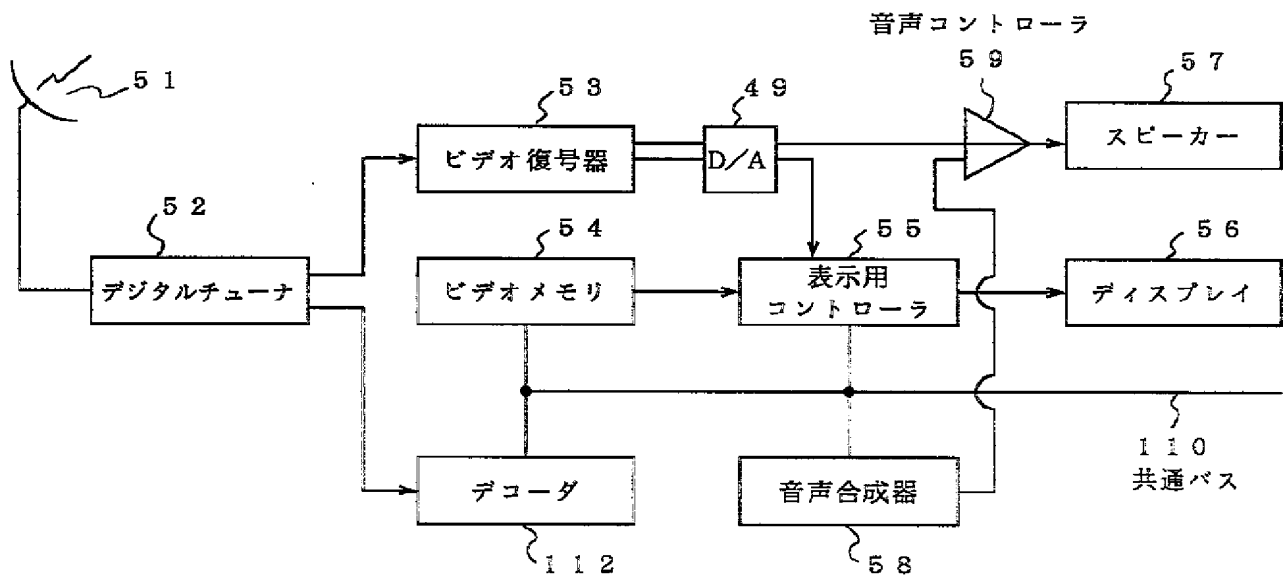 音声コントローラ
５９
５７
スピーカー
５１
５３
ビデオ復号器
４９
D／A
５２
デジタルチューナ
５４
ビデオメモリ
５５
表示用
コントローラ
５６
ディスプレイ
１１０
共通バス
デコーダ
１１２
音声合成器
５８